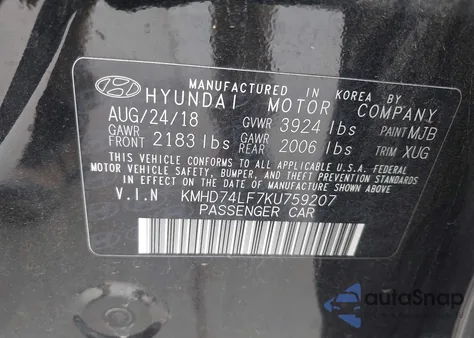 MANUFACTURED IN KOREA BY
HYUNDAI MOTOR COMPANY
AUG/24/18 GVWR 3924 lbs PAINT MJB
GAWR FRONT 2183 lbs GAWR REAR 2006 lbs TRIM XUG
THIS VEHICLE CONFORMS TO ALL APPLICABLE U.S.A. FEDERAL
MOTOR VEHICLE SAFETY, BUMPER, AND THEFT PREVENTION STANDARDS
IN EFFECT ON THE DATE OF MANUFACTURE SHOWN ABOVE.
V.I.N KMHD74LF7KU759207
PASSENGER CAR
autoSnap